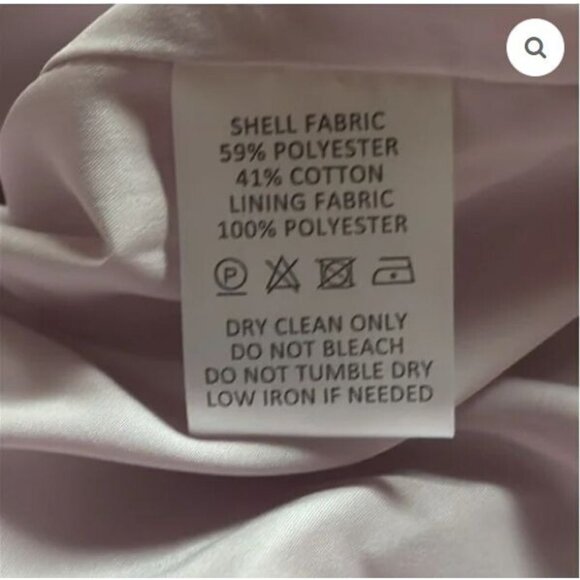 SHELL FABRIC
59% POLYESTER
41% COTTON
LINING FABRIC
100% POLYESTER
P
DRY CLEAN ONLY
DO NOT BLEACH
DO NOT TUMBLE DRY
LOW IRON IF NEEDED